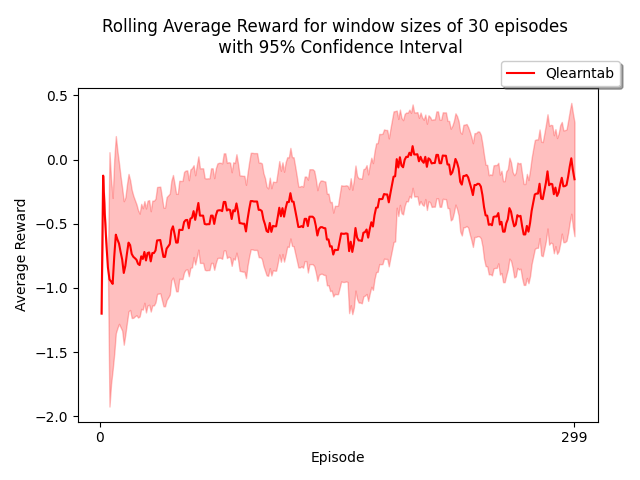 Rolling Average Reward for window sizes of 30 episodes
with 95% Confidence Interval
Qlearntab
0.5
0.0
−0.5
−1.0
−1.5
−2.0
Average Reward
0 299
Episode